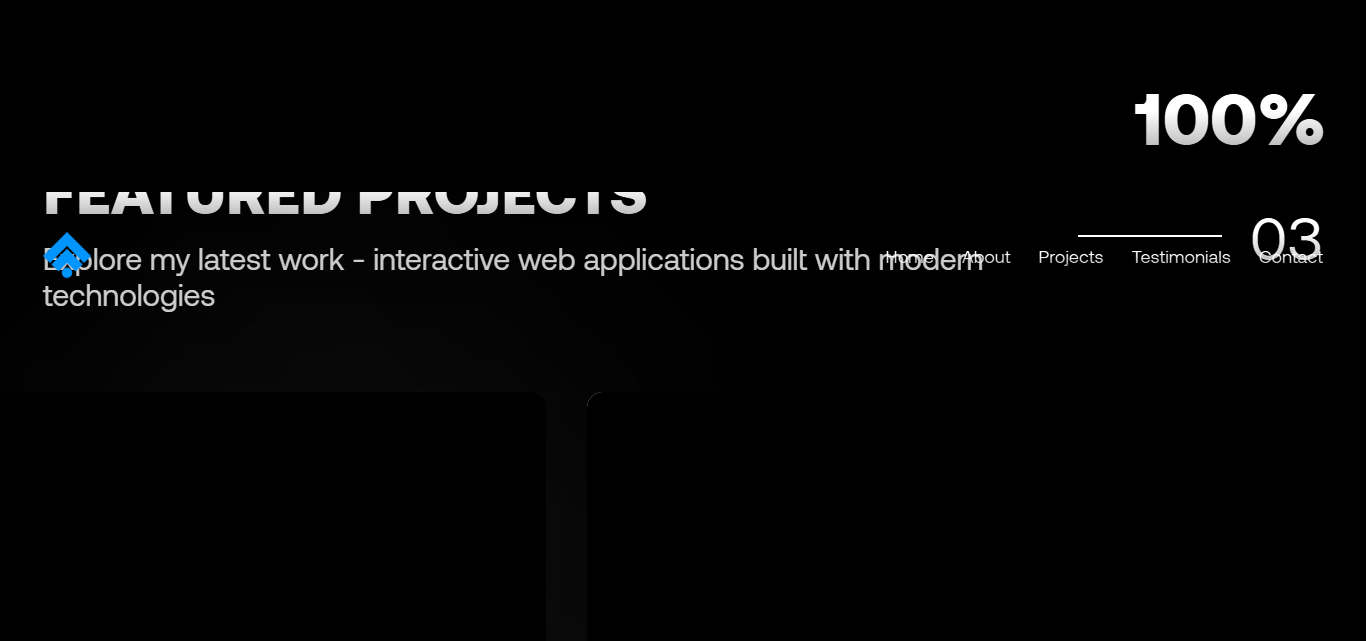 100%
FEATURED PROJECTS
03
Explore my latest work - interactive web applications built with modern
technologies
Home About Projects Testimonials Contact